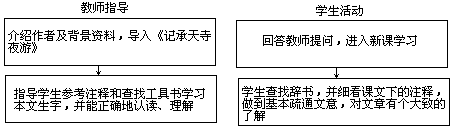 教师指导
介绍作者及背景资料，导入《记承天寺
夜游》
指导学生参考注释和查找工具书学习
本文生字，并能正确地认读、理解
学生活动
回答教师提问，进入新课学习
学生查找辞书，并细看课文下的注释，
做到基本疏通文意，对文章有个大致的
了解